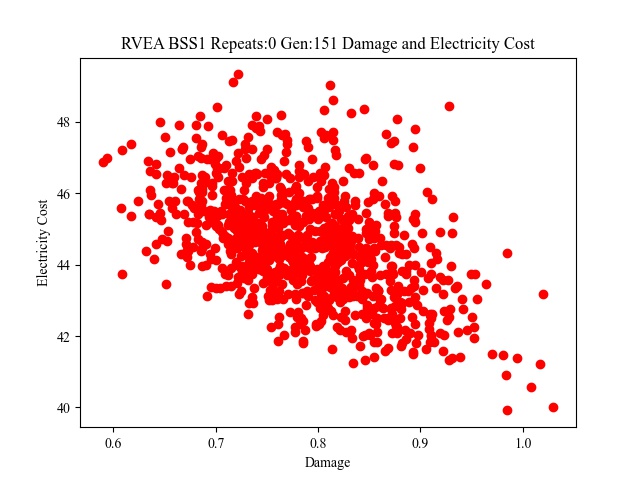 RVEA BSS1 Repeats:0 Gen:151 Damage and Electricity Cost
48
46
44
42
40
Electricity Cost
0.6 0.7 0.8 0.9 1.0
Damage